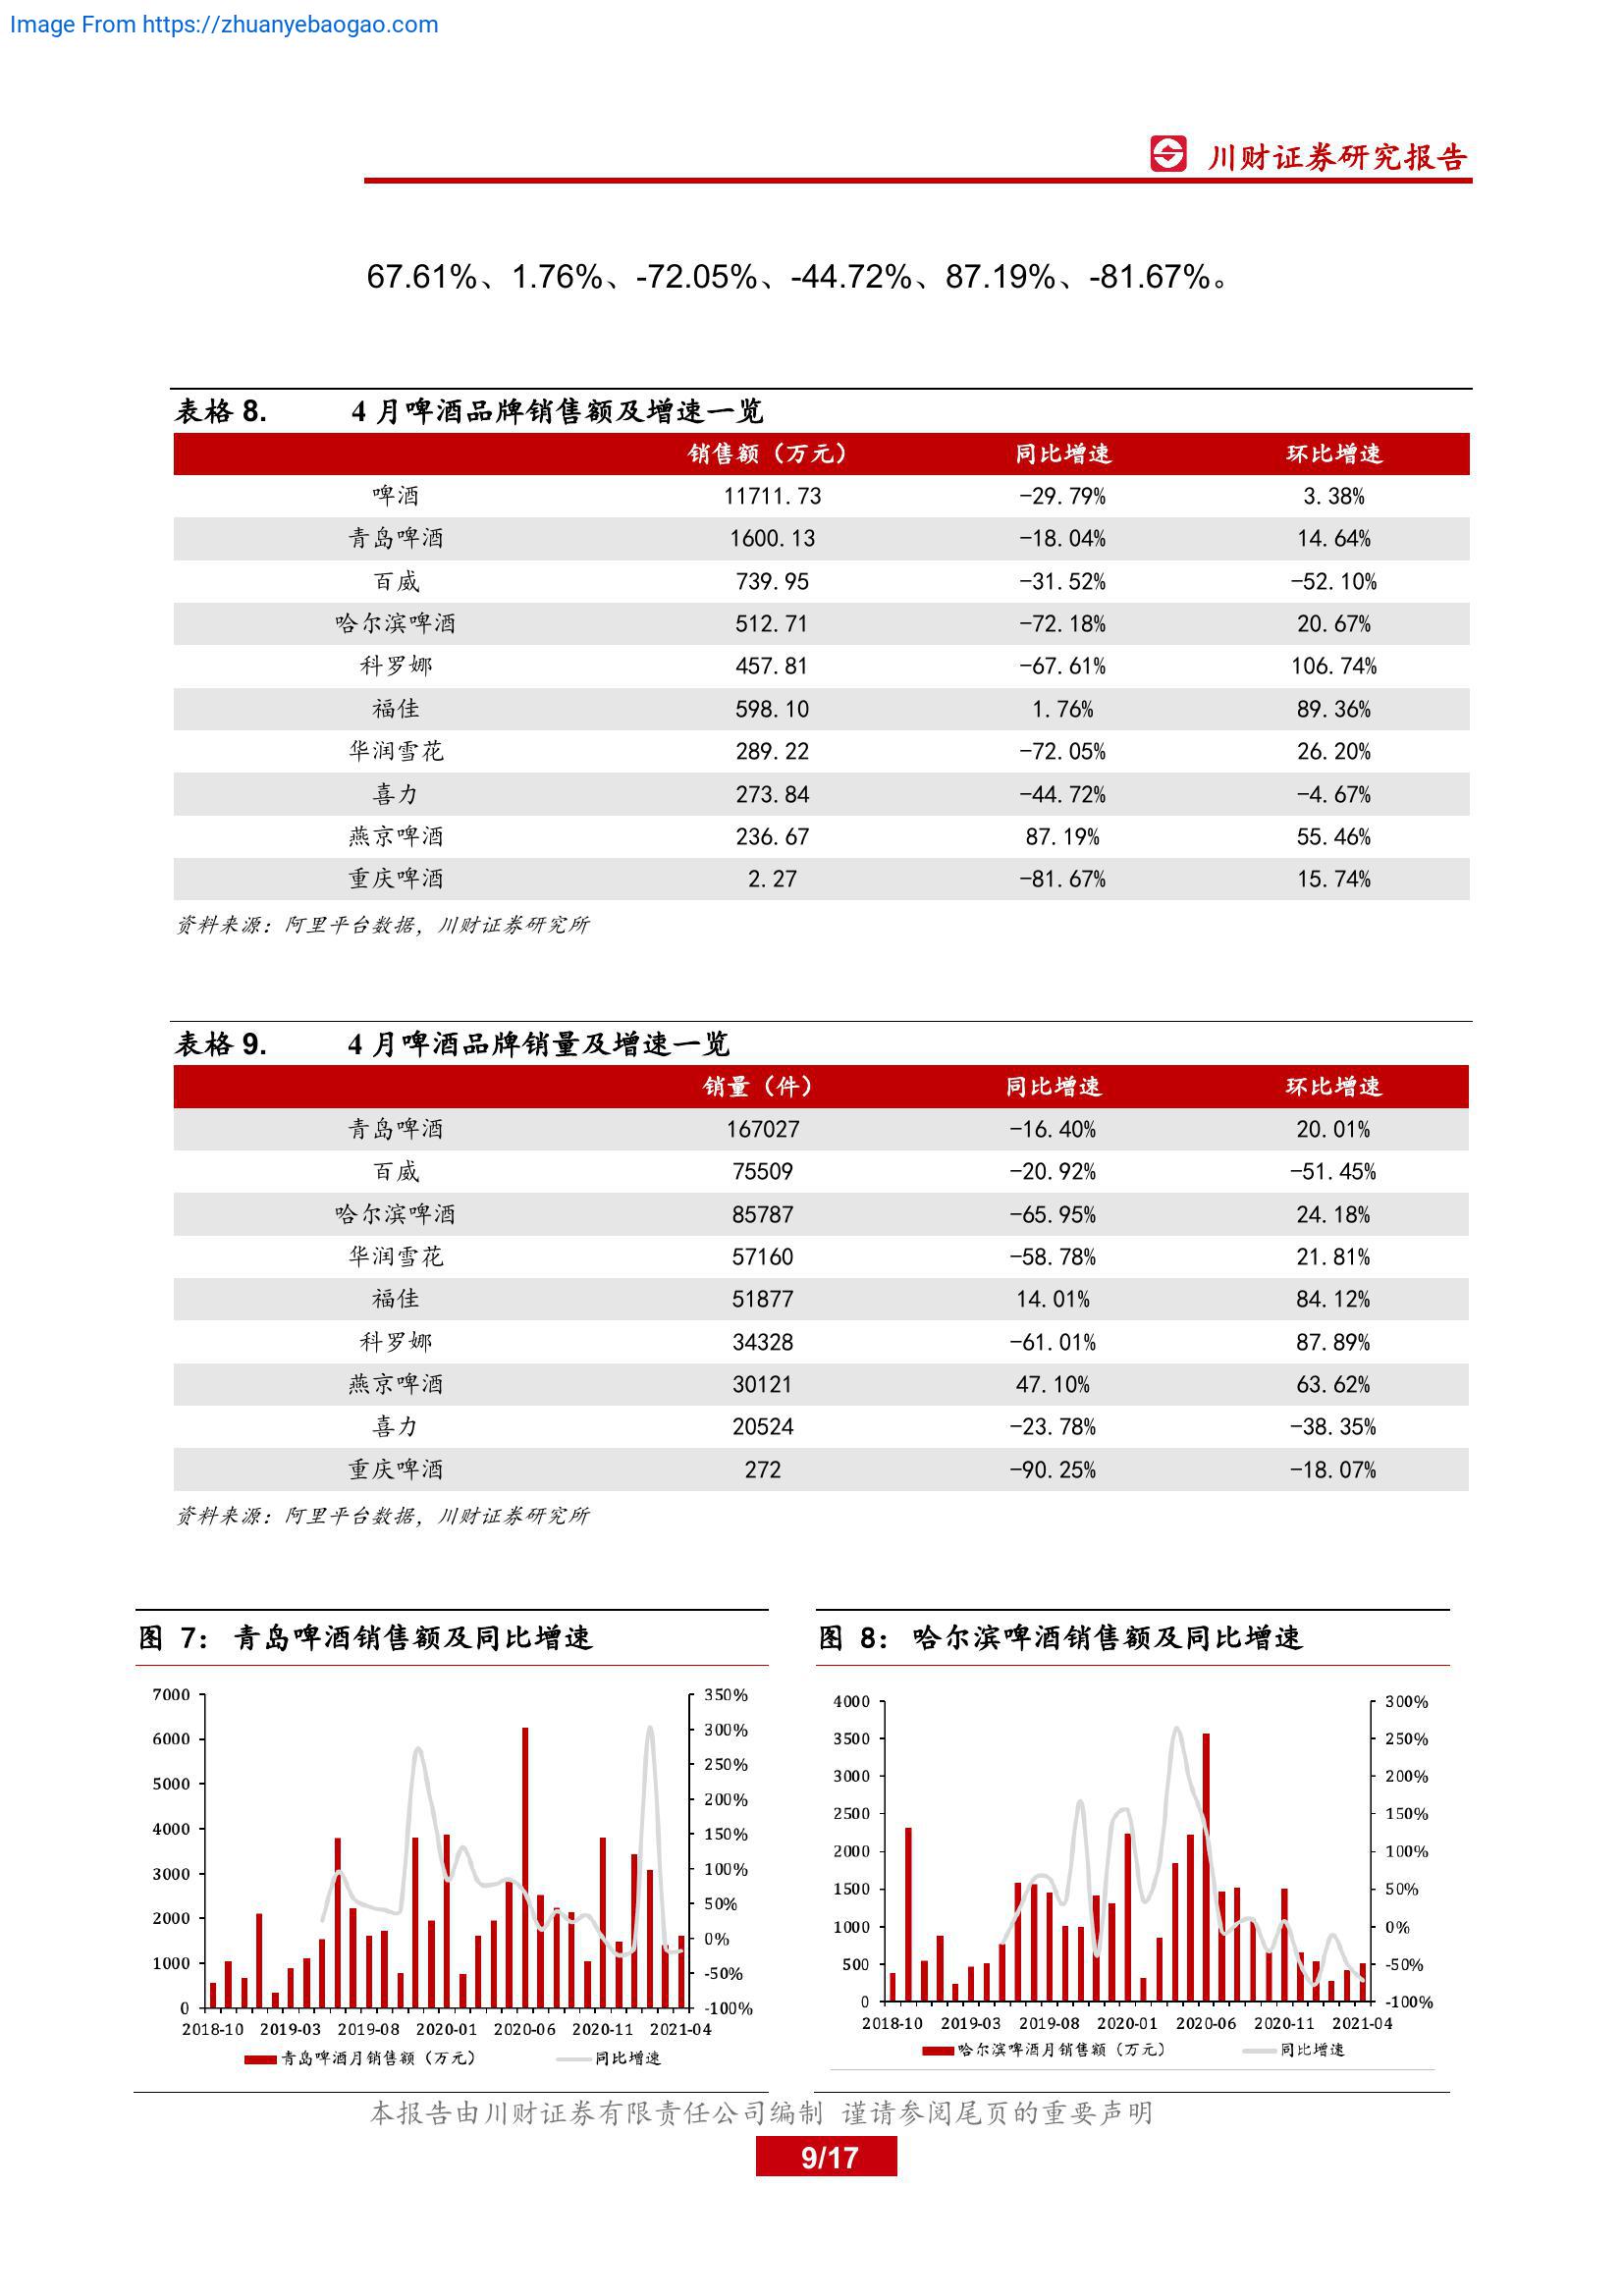 Image From https://zhuanyebaogao.com
川财证券研究报告
67.61%、1.76%、-72.05%、-44.72%、87.19%、-81.67%。
表格 8. 4 月啤酒品牌销售额及增速一览
销售额（万元） 同比增速 环比增速
啤酒 11711.73 -29.79% 3.38%
青岛啤酒 1600.13 -18.04% 14.64%
百威 739.95 -31.52% -52.10%
哈尔滨啤酒 512.71 -72.18% 20.67%
科罗娜 457.81 -67.61% 106.74%
福佳 598.10 1.76% 89.36%
华润雪花 289.22 -72.05% 26.20%
喜力 273.84 -44.72% -4.67%
燕京啤酒 236.67 87.19% 55.46%
重庆啤酒 2.27 -81.67% 15.74%
资料来源：阿里平台数据，川财证券研究所
表格 9. 4 月啤酒品牌销量及增速一览
销量（件） 同比增速 环比增速
青岛啤酒 167027 -16.40% 20.01%
百威 75509 -20.92% -51.45%
哈尔滨啤酒 85787 -65.95% 24.18%
华润雪花 57160 -58.78% 21.81%
福佳 51877 14.01% 84.12%
科罗娜 34328 -61.01% 87.89%
燕京啤酒 30121 47.10% 63.62%
喜力 20524 -23.78% -38.35%
重庆啤酒 272 -90.25% -18.07%
资料来源：阿里平台数据，川财证券研究所
图 7： 青岛啤酒销售额及同比增速
7000 350%
6000 300%
250%
5000
200%
4000
150%
3000 100%
50%
2000
0%
1000
-50%
0 -100%
2018-10 2019-03 2019-08 2020-01 2020-06 2020-11 2021-04
青岛啤酒月销售额（万元） 同比增速
图 8： 哈尔滨啤酒销售额及同比增速
4000 300%
3500 250%
3000 200%
2500 150%
2000 100%
1500 50%
1000 0%
500 -50%
0 -100%
2018-10 2019-03 2019-08 2020-01 2020-06 2020-11 2021-04
哈尔滨啤酒月销售额（万元） 同比增速
本报告由川财证券有限责任公司编制 谨请参阅尾页的重要声明
9/17